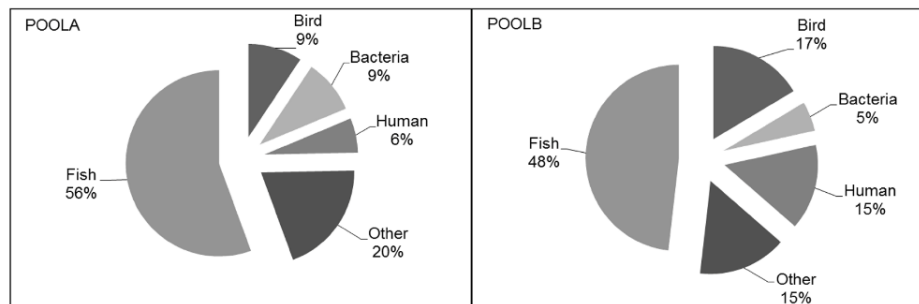 POOLA
Bird
9%
Bacteria
9%
Human
6%
Other
20%
Fish
56%
POOLB
Bird
17%
Bacteria
5%
Human
15%
Other
15%
Fish
48%